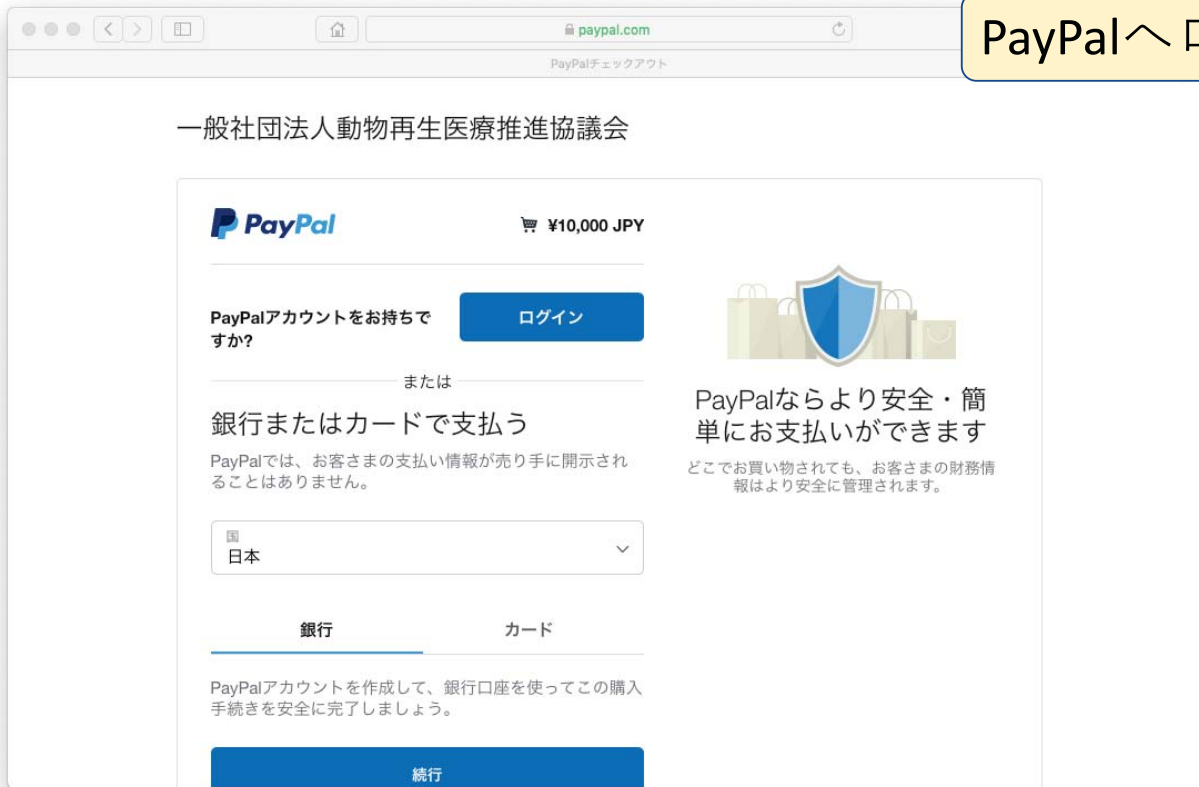 paypal.com
PayPalへロ
PayPalチェックアウト
一般社団法人動物再生医療推進協議会
PayPal
¥10,000 JPY
PayPalアカウントをお持ちで
すか?
ログイン
または
銀行またはカードで支払う
PayPalでは、お客さまの支払い情報が売り手に開示され
ることはありません。
国
日本
銀行
カード
PayPalアカウントを作成して、銀行口座を使ってこの購入
手続きを安全に完了しましょう。
続行
PayPalならより安全・簡
単にお支払いができます
どこでお買い物されても、お客さまの財務情
報はより安全に管理されます。